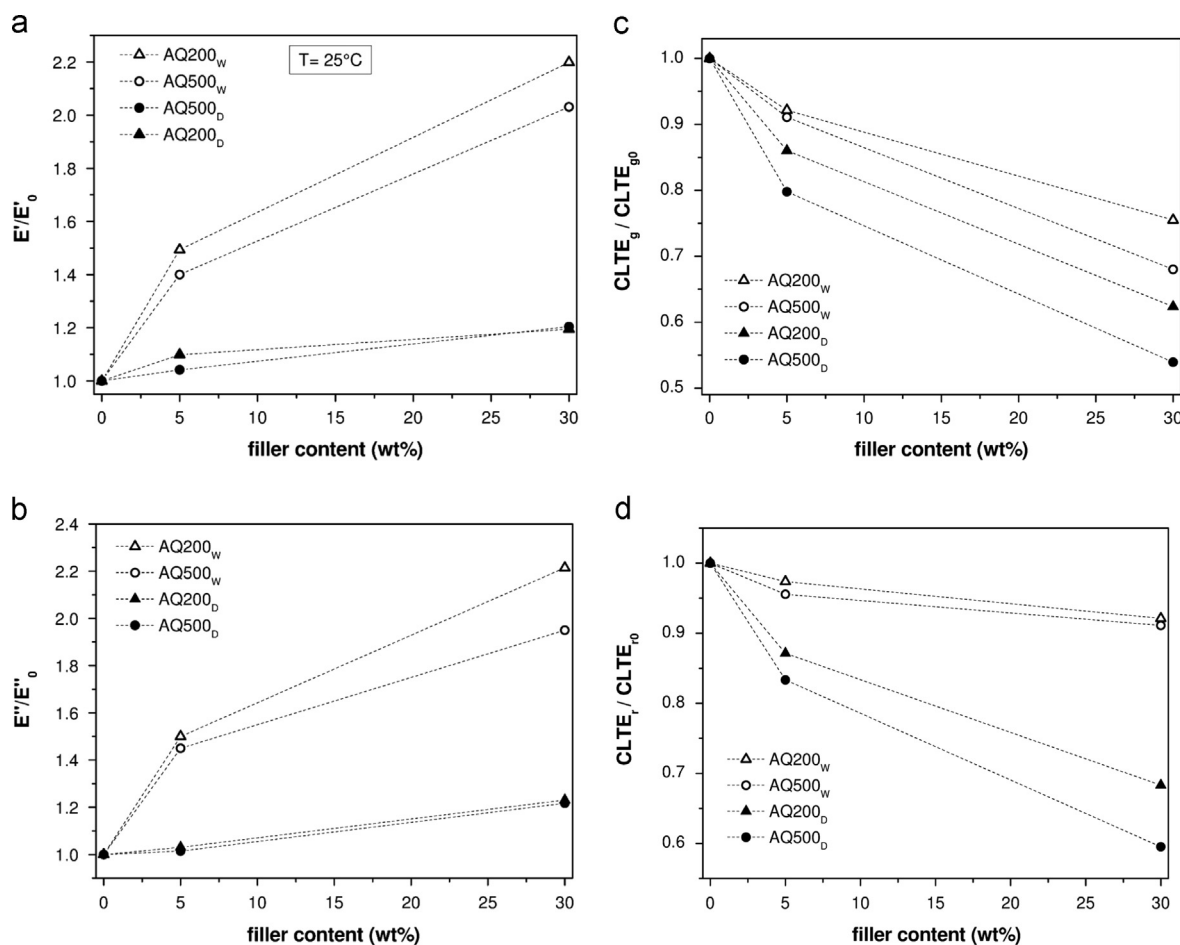 a
E'/E'0
2.2
2.0
1.8
1.6
1.4
1.2
1.0
AQ200W
AQ500W
AQ500D
AQ200D
T= 25°C
0 5 10 15 20 25 30
filler content (wt%)
b
E''/E''0
2.4
2.2
2.0
1.8
1.6
1.4
1.2
1.0
AQ200W
AQ500W
AQ200D
AQ500D
0 5 10 15 20 25 30
filler content (wt%)
c
CLTEg / CLTEg0
1.0
0.9
0.8
0.7
0.6
0.5
AQ200W
AQ500W
AQ200D
AQ500D
0 5 10 15 20 25 30
filler content (wt%)
d
CLTEr / CLTEr0
1.0
0.9
0.8
0.7
0.6
AQ200W
AQ500W
AQ200D
AQ500D
0 5 10 15 20 25 30
filler content (wt%)